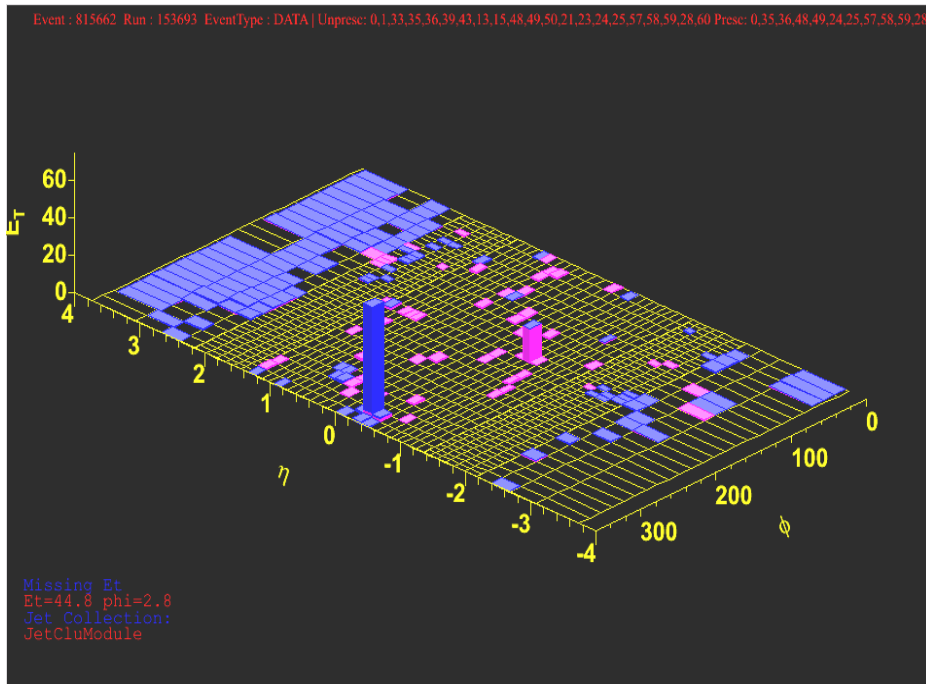 Event : 815662 Run : 153693 EventType : DATA | Unpresc: 0,1,33,35,36,39,43,13,15,48,49,50,21,23,24,25,57,58,59,28,60 Presc: 0,35,36,48,49,24,25,57,58,59,28
60
40
20
0
E_T
4
3
2
1
0
-1
-2
-3
-4
η
0
100
200
300
ϕ
Missing Et
Et=44.8 phi=2.8
Jet Collection:
JetCluModule